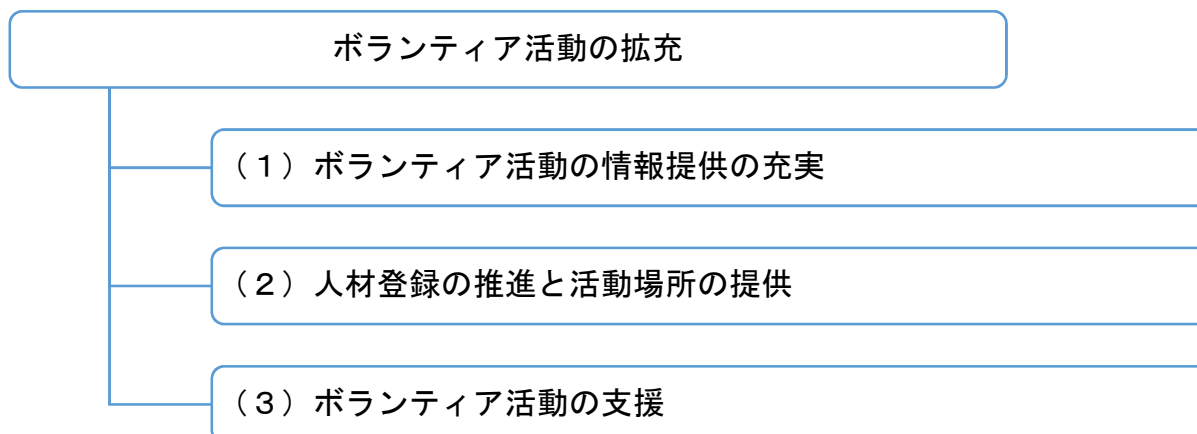 ボランティア活動の拡充
（１）ボランティア活動の情報提供の充実
（２）人材登録の推進と活動場所の提供
（３）ボランティア活動の支援